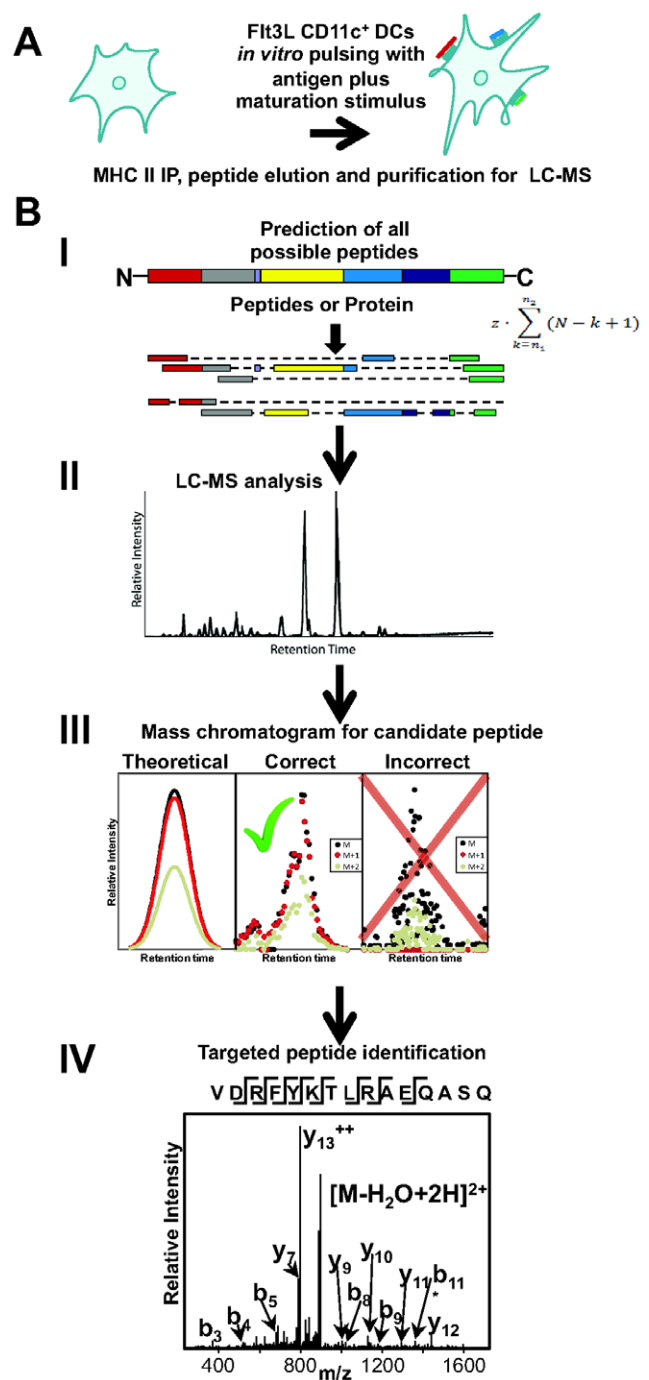 A
Flt3L CD11c+ DCs
in vitro pulsing with
antigen plus
maturation stimulus
MHC II IP, peptide elution and purification for LC-MS
B
I
Prediction of all
possible peptides
N
C
Peptides or Protein
z · ∑ₖ₌ₙ₁ⁿ² (N − k + 1)
II
LC-MS analysis
Relative Intensity
Retention Time
III
Mass chromatogram for candidate peptide
Theoretical
Correct
Incorrect
Relative Intensity
M
M+1
M+2
M
M+1
M+2
Retention time
Retention time
Retention time
IV
Targeted peptide identification
V D R F Y K T L R A E Q A S Q
Relative Intensity
y13++
[M-H2O+2H]2+
y7
y9
y10
y11
b11
*
b5
b8
b4
b9
b3
y12
400
800
1200
1600
m/z